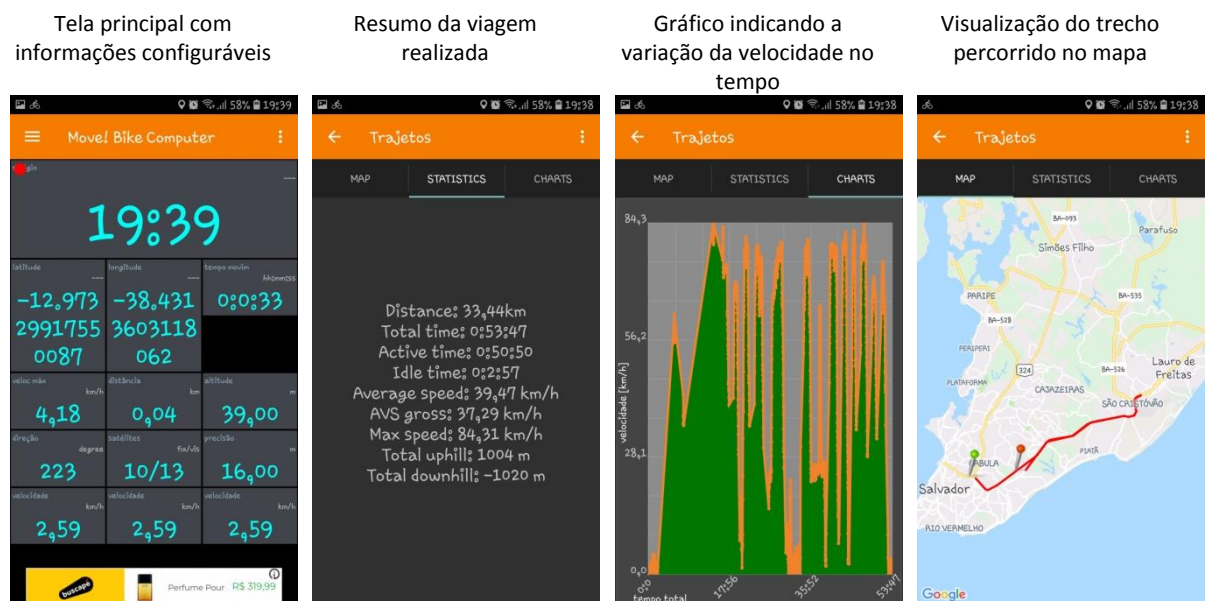 Tela principal com
informações configuráveis
Resumo da viagem
realizada
Gráfico indicando a
variação da velocidade no
tempo
Visualização do trecho
percorrido no mapa
58% 19:39
Move! Bike Computer
---
19:39
latitude
---
-12,973
2991755
0087
longitude
---
-38,431
3603118
062
tempo movim
hh:mm:ss
0:0:33
veloc máx
km/h
4,18
distância
km
0,04
altitude
m
39,00
direção
degree
223
satélites
fix/vis
10/13
precisão
m
16,00
velocidade
km/h
2,59
velocidade
km/h
2,59
velocidade
km/h
2,59
buscapé
Perfume Pour R$ 319,99
58% 19:38
Trajetos
MAP STATISTICS CHARTS
Distance: 33,44km
Total time: 0:53:47
Active time: 0:50:50
Idle time: 0:2:57
Average speed: 39,47 km/h
AVS gross: 37,29 km/h
Max speed: 84,31 km/h
Total uphill: 1004 m
Total downhill: -1020 m
58% 19:38
Trajetos
MAP STATISTICS CHARTS
84,3
56,2
28,1
0,0
velocidade [km/h]
0:0
17:56
35:52
53:47
tempo total
58% 19:38
Trajetos
MAP STATISTICS CHARTS
BA-093
Parafuso
Simões Filho
PARIPE
BA-535
BA-528
PERIPERI
Lauro de
Freitas
324
BA-526
PLATAFORMA
CAJAZEIRAS
SÃO CRISTÓVÃO
PIATÃ
CABULA
Salvador
RIO VERMELHO
Google